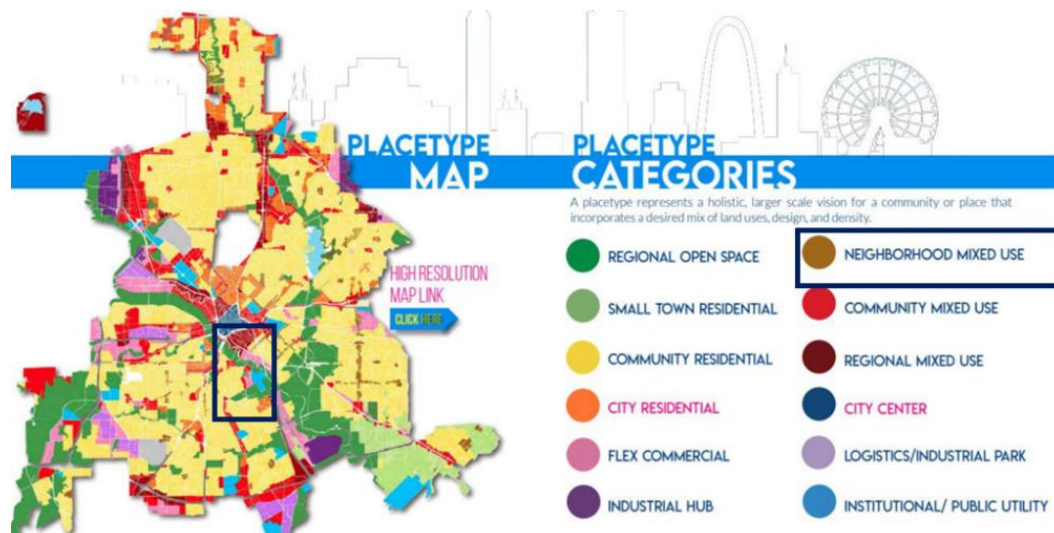 PLACETYPE
MAP
HIGH RESOLUTION
MAP LINK
CLICK HERE
PLACETYPE
CATEGORIES
A placetype represents a holistic, larger scale vision for a community or place that
incorporates a desired mix of land uses, design, and density.
REGIONAL OPEN SPACE
SMALL TOWN RESIDENTIAL
COMMUNITY RESIDENTIAL
CITY RESIDENTIAL
FLEX COMMERCIAL
INDUSTRIAL HUB
NEIGHBORHOOD MIXED USE
COMMUNITY MIXED USE
REGIONAL MIXED USE
CITY CENTER
LOGISTICS/INDUSTRIAL PARK
INSTITUTIONAL/ PUBLIC UTILITY